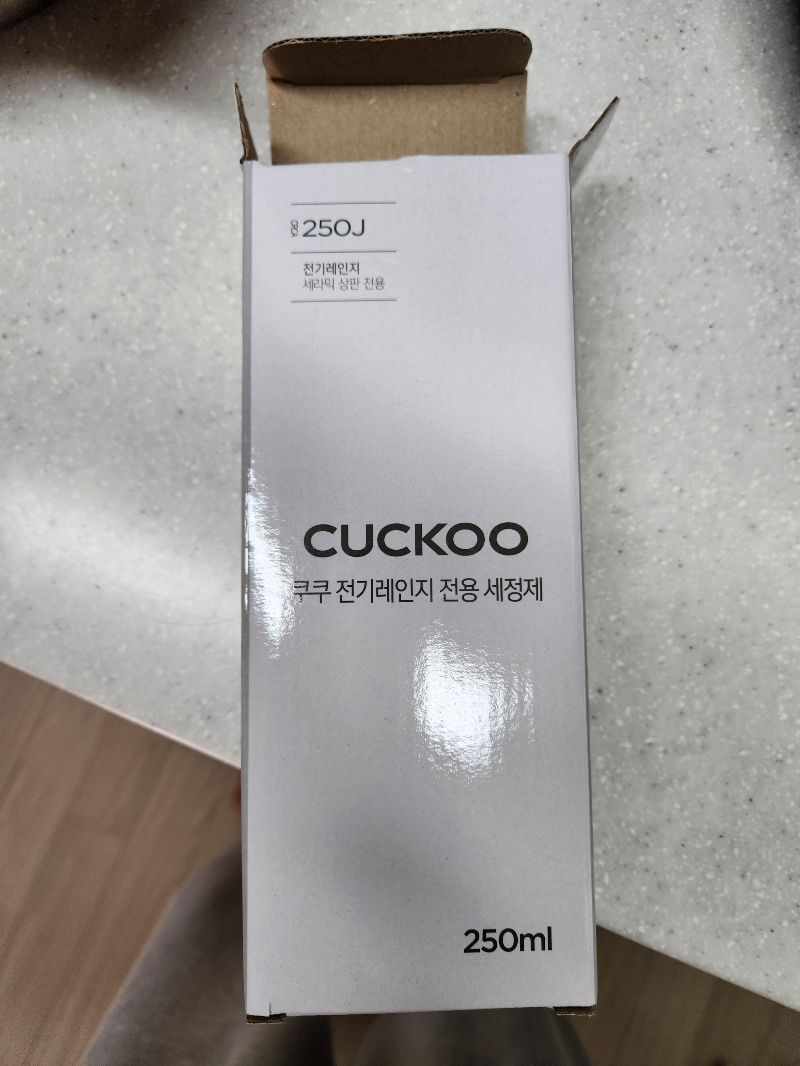 CRCA 250J
전기레인지
세라믹 상판 전용
CUCKOO
쿠쿠 전기레인지 전용 세정제
250ml